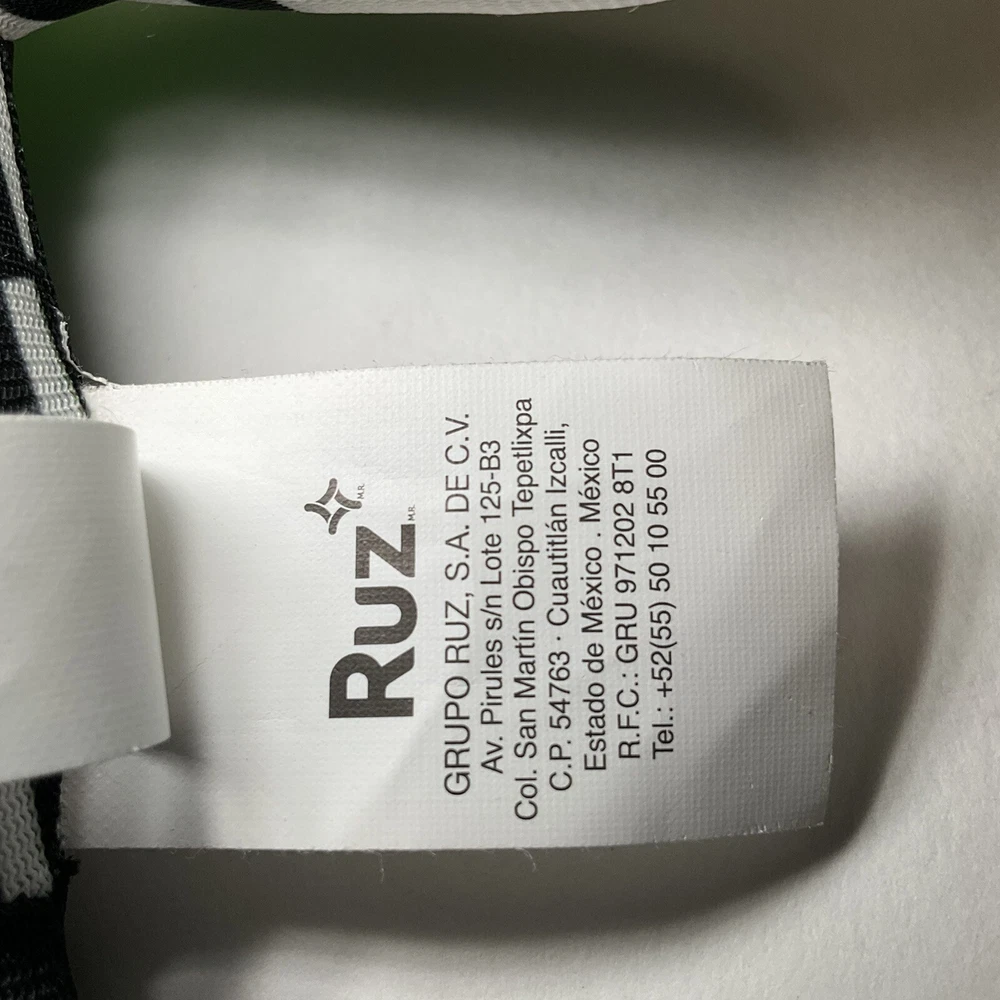 Ruz M.R.
M.R.
GRUPO RUZ, S.A. DE C.V.
Av. Pirules s/n Lote 125-B3
Col. San Martín Obispo Tepetlixpa
C.P. 54763 · Cuautitlán Izcalli,
Estado de México . México
R.F.C.: GRU 971202 8T1
Tel.: +52(55) 50 10 55 00